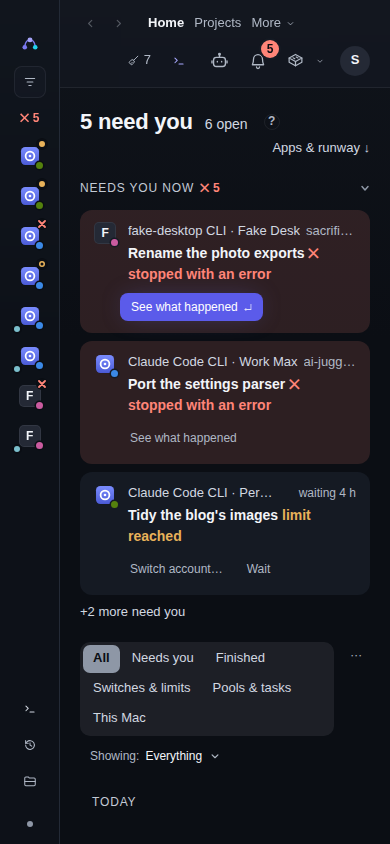 Home Projects More
7
5
S
5
5 need you 6 open ?
Apps & runway ↓
NEEDS YOU NOW 5
F fake-desktop CLI · Fake Desk sacrifi…
Rename the photo exports
stopped with an error
See what happened
Claude Code CLI · Work Max ai-jugg…
Port the settings parser
stopped with an error
See what happened
Claude Code CLI · Per… waiting 4 h
Tidy the blog's images limit
reached
Switch account… Wait
+2 more need you
All Needs you Finished
Switches & limits Pools & tasks
This Mac
Showing: Everything
TODAY
F
F